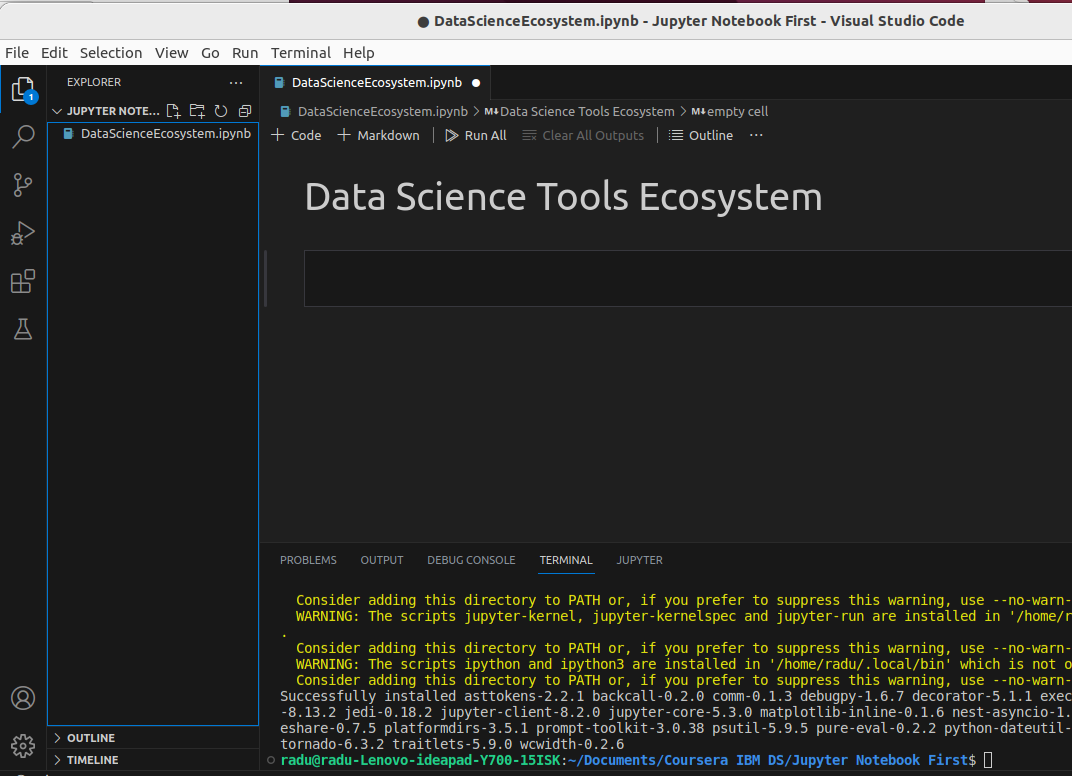 ● DataScienceEcosystem.ipynb - Jupyter Notebook First - Visual Studio Code
File Edit Selection View Go Run Terminal Help
EXPLORER ...
DataScienceEcosystem.ipynb ●
1
JUPYTER NOTE...
DataScienceEcosystem.ipynb > M↓Data Science Tools Ecosystem > M↓empty cell
DataScienceEcosystem.ipynb
+ Code + Markdown | Run All Clear All Outputs | Outline ...
Data Science Tools Ecosystem
PROBLEMS OUTPUT DEBUG CONSOLE TERMINAL JUPYTER
Consider adding this directory to PATH or, if you prefer to suppress this warning, use --no-warn-
WARNING: The scripts jupyter-kernel, jupyter-kernelspec and jupyter-run are installed in '/home/r
.
Consider adding this directory to PATH or, if you prefer to suppress this warning, use --no-warn-
WARNING: The scripts ipython and ipython3 are installed in '/home/radu/.local/bin' which is not o
Consider adding this directory to PATH or, if you prefer to suppress this warning, use --no-warn-
Successfully installed asttokens-2.2.1 backcall-0.2.0 comm-0.1.3 debugpy-1.6.7 decorator-5.1.1 exec
-8.13.2 jedi-0.18.2 jupyter-client-8.2.0 jupyter-core-5.3.0 matplotlib-inline-0.1.6 nest-asyncio-1.
eshare-0.7.5 platformdirs-3.5.1 prompt-toolkit-3.0.38 psutil-5.9.5 pure-eval-0.2.2 python-dateutil-
tornado-6.3.2 traitlets-5.9.0 wcwidth-0.2.6
radu@radu-Lenovo-ideapad-Y700-15ISK:~/Documents/Coursera IBM DS/Jupyter Notebook First$
OUTLINE
TIMELINE